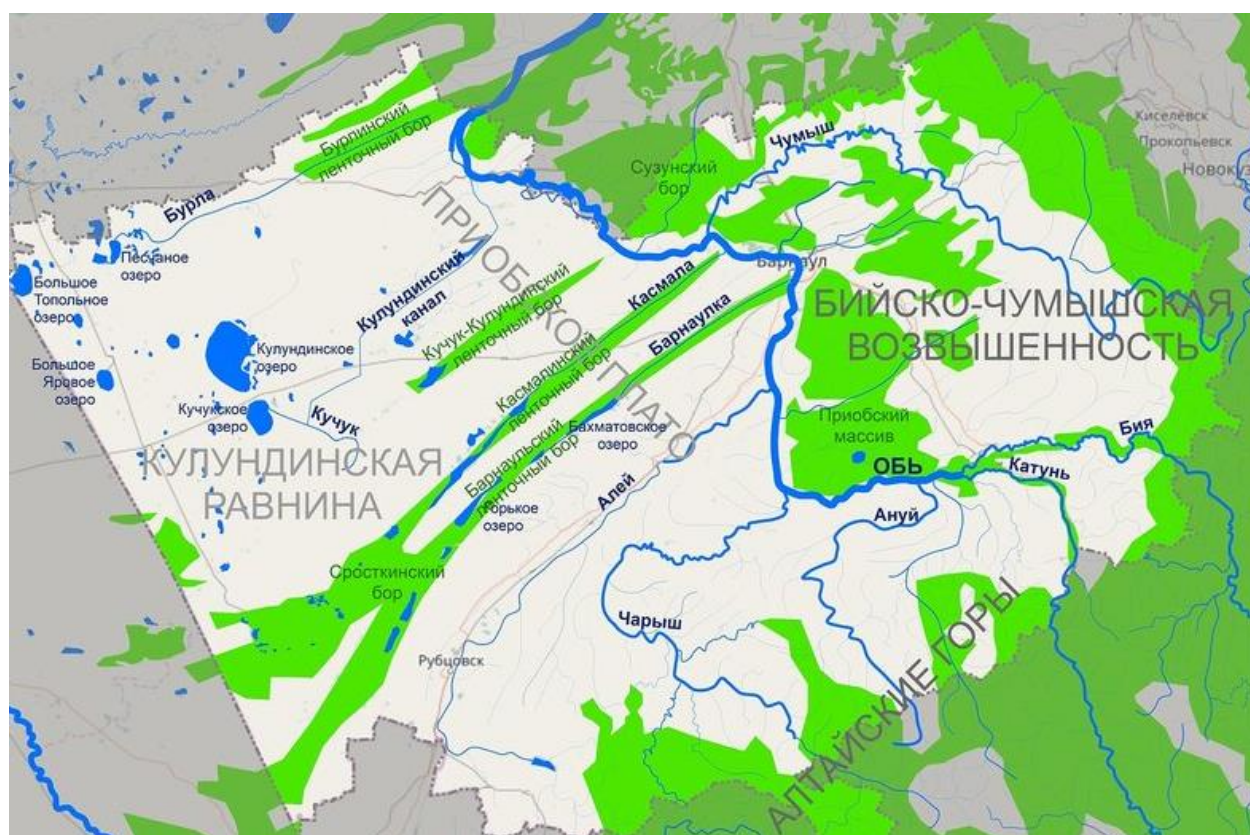 Киселевск
Прокопьевск
Новокуз
Чумыш
Бурлинский
ленточный бор
Сузунский
бор
Бурла
ПРИОБСКОЕ ПЛАТО
Песчаное
озеро
Барнаул
Большое
Топольное
озеро
Кулундинский
канал
Касмала
Барнаулка
Кучук-Кулундинский
ленточный бор
БИЙСКО-ЧУМЫШСКАЯ
ВОЗВЫШЕННОСТЬ
Кулундинское
озеро
Большое
Яровое
озеро
Касмалинский
ленточный бор
Кучукское
озеро
Кучук
Приобский
массив
Бахматовское
озеро
Бия
КУЛУНДИНСКАЯ
РАВНИНА
Барнаульский
ленточный бор
ОБЬ
Катунь
Алей
Горькое
озеро
Ануй
Сросткинский
бор
Чарыш
Рубцовск
АЛТАЙСКИЕ ГОРЫ